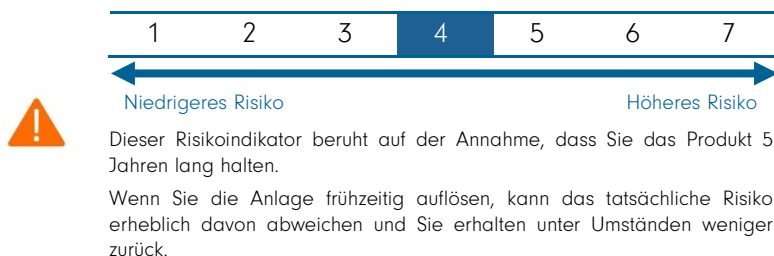 1 2 3 4 5 6 7
Niedrigeres Risiko Höheres Risiko
Dieser Risikoindikator beruht auf der Annahme, dass Sie das Produkt 5
Jahren lang halten.
Wenn Sie die Anlage frühzeitig auflösen, kann das tatsächliche Risiko
erheblich davon abweichen und Sie erhalten unter Umständen weniger
zurück.